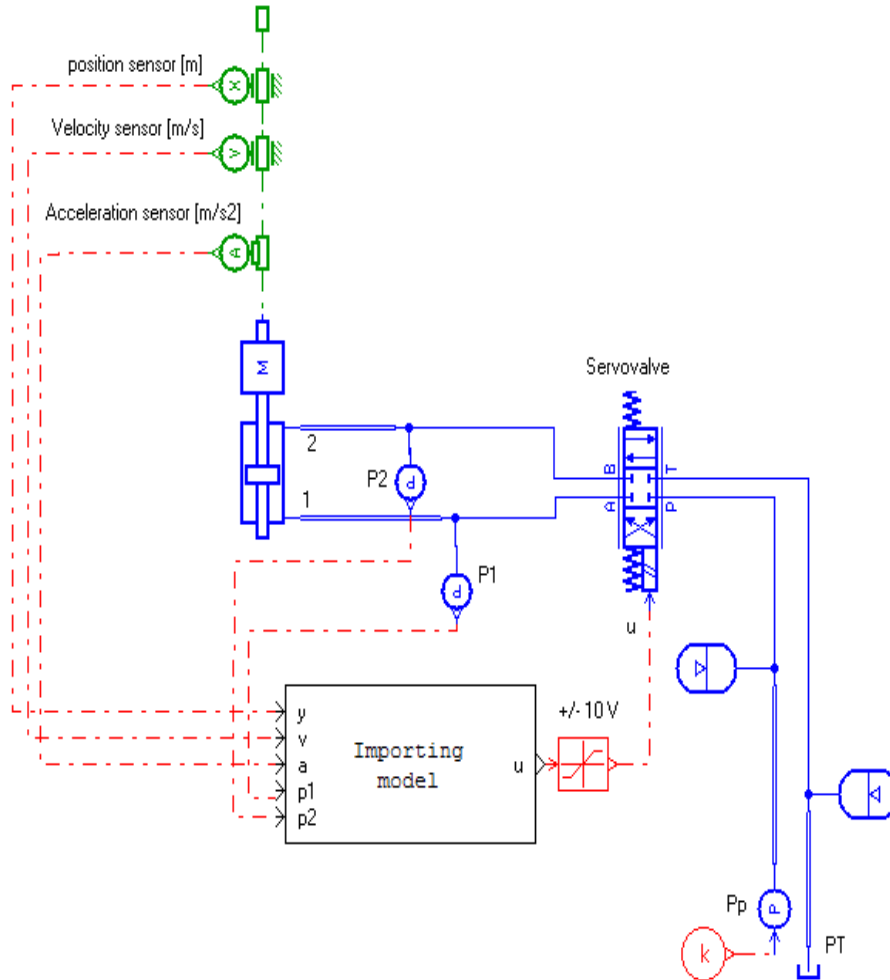 position sensor [m]
X
Velocity sensor [m/s]
V
Acceleration sensor [m/s2]
A
M
Servovalve
2
B
T
P2
P
1
A
P
P1
P
u
+/- 10 V
y
v
a
p1
p2
Importing
model
u
Pp
P
k
PT